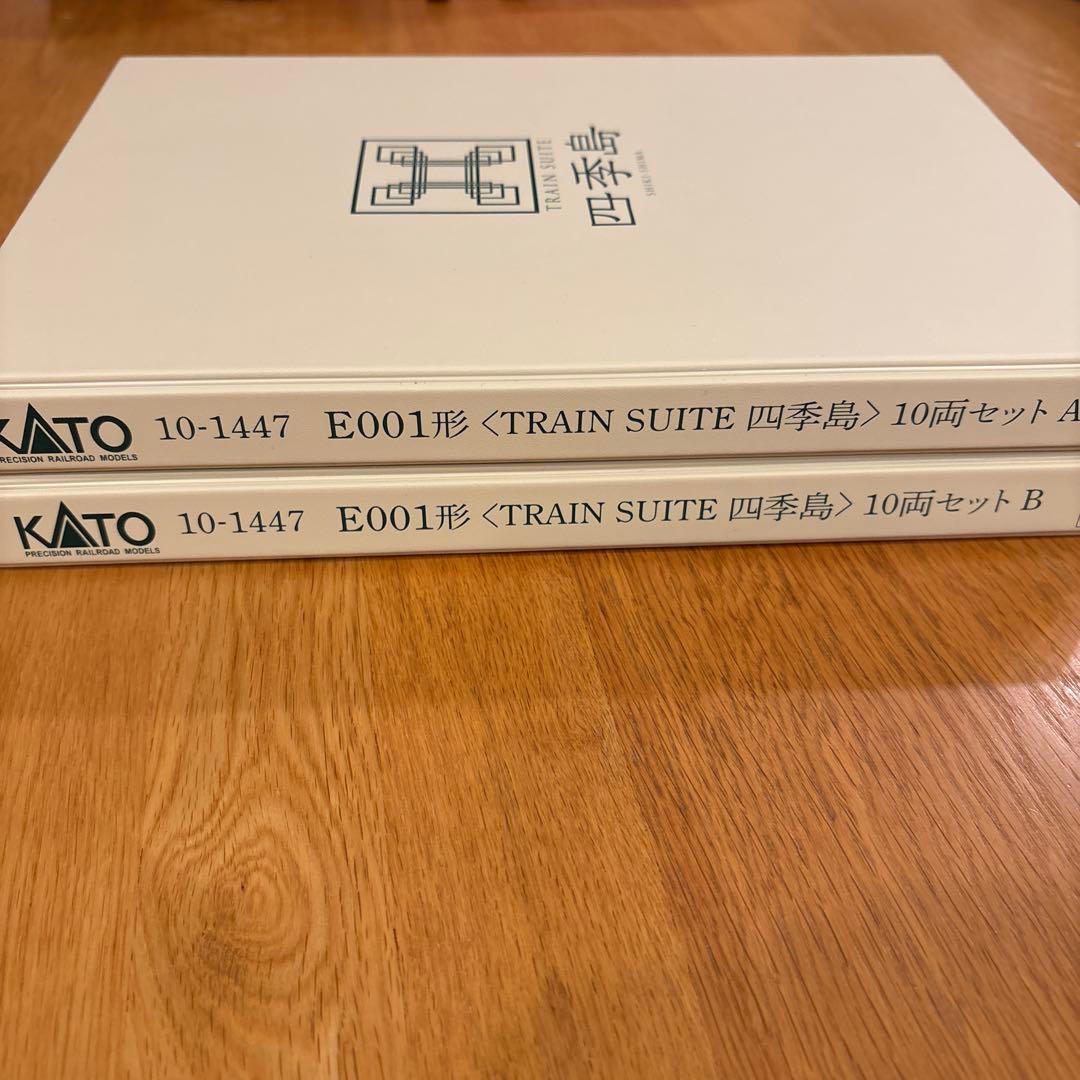 TRAIN SUITE
四季島
SHIKI-SHIMA
KATO 10-1447 E001形〈TRAIN SUITE 四季島〉10両セット A
PRECISION RAILROAD MODELS
KATO 10-1447 E001形〈TRAIN SUITE 四季島〉10両セット B
PRECISION RAILROAD MODELS